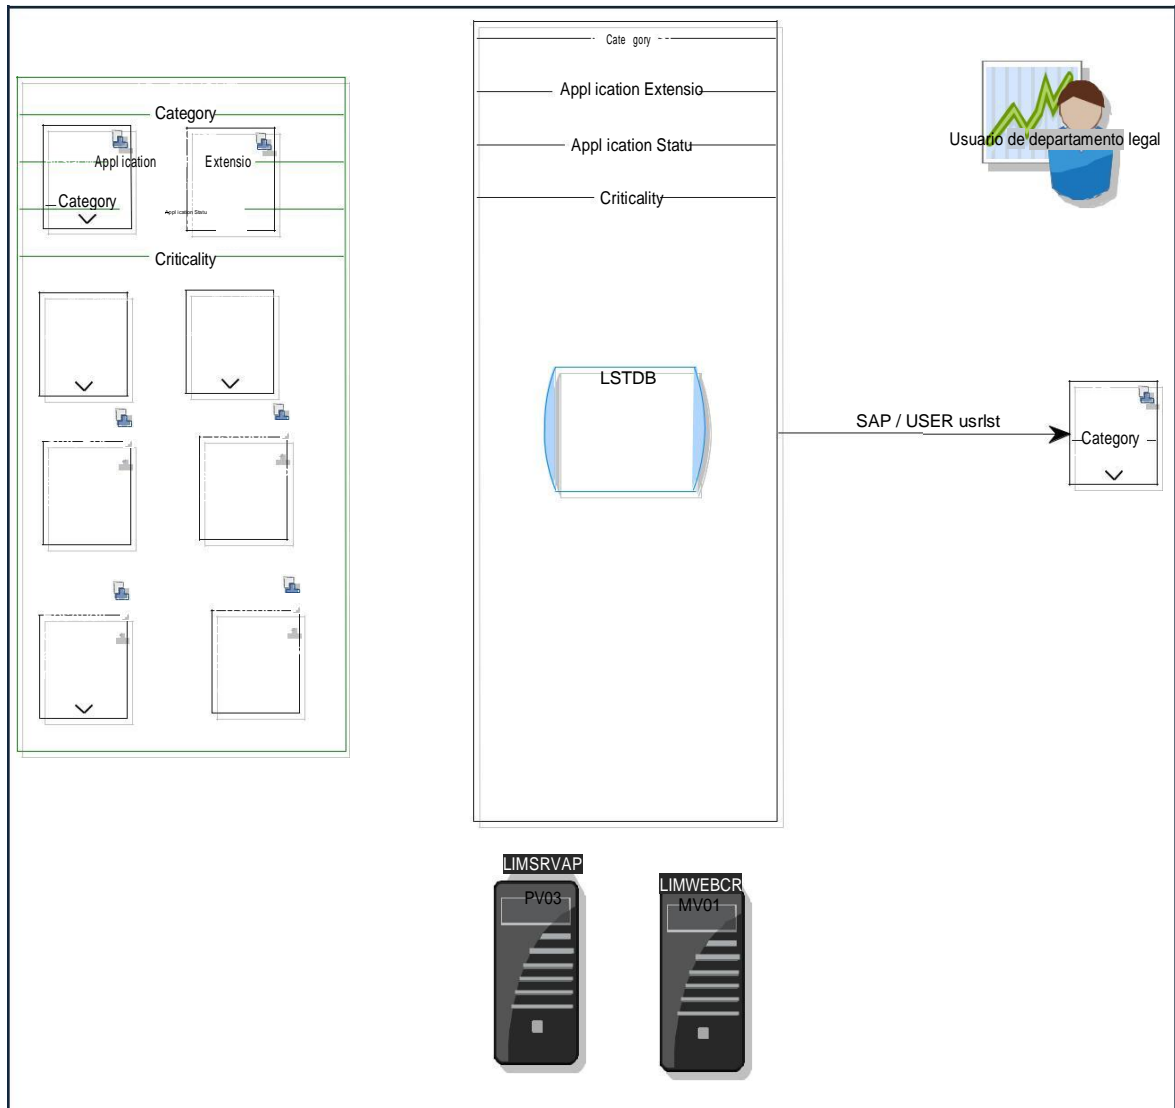 Cate gory
Appl ication Extensio
Appl ication Statu
Criticality
Category
Appl ication
Extensio
Category
Appl ication Statu
Criticality
Usuario de departamento legal
LSTDB
SAP / USER usrlst
Category
LIMSRVAP
PV03
LIMWEBCR
MV01